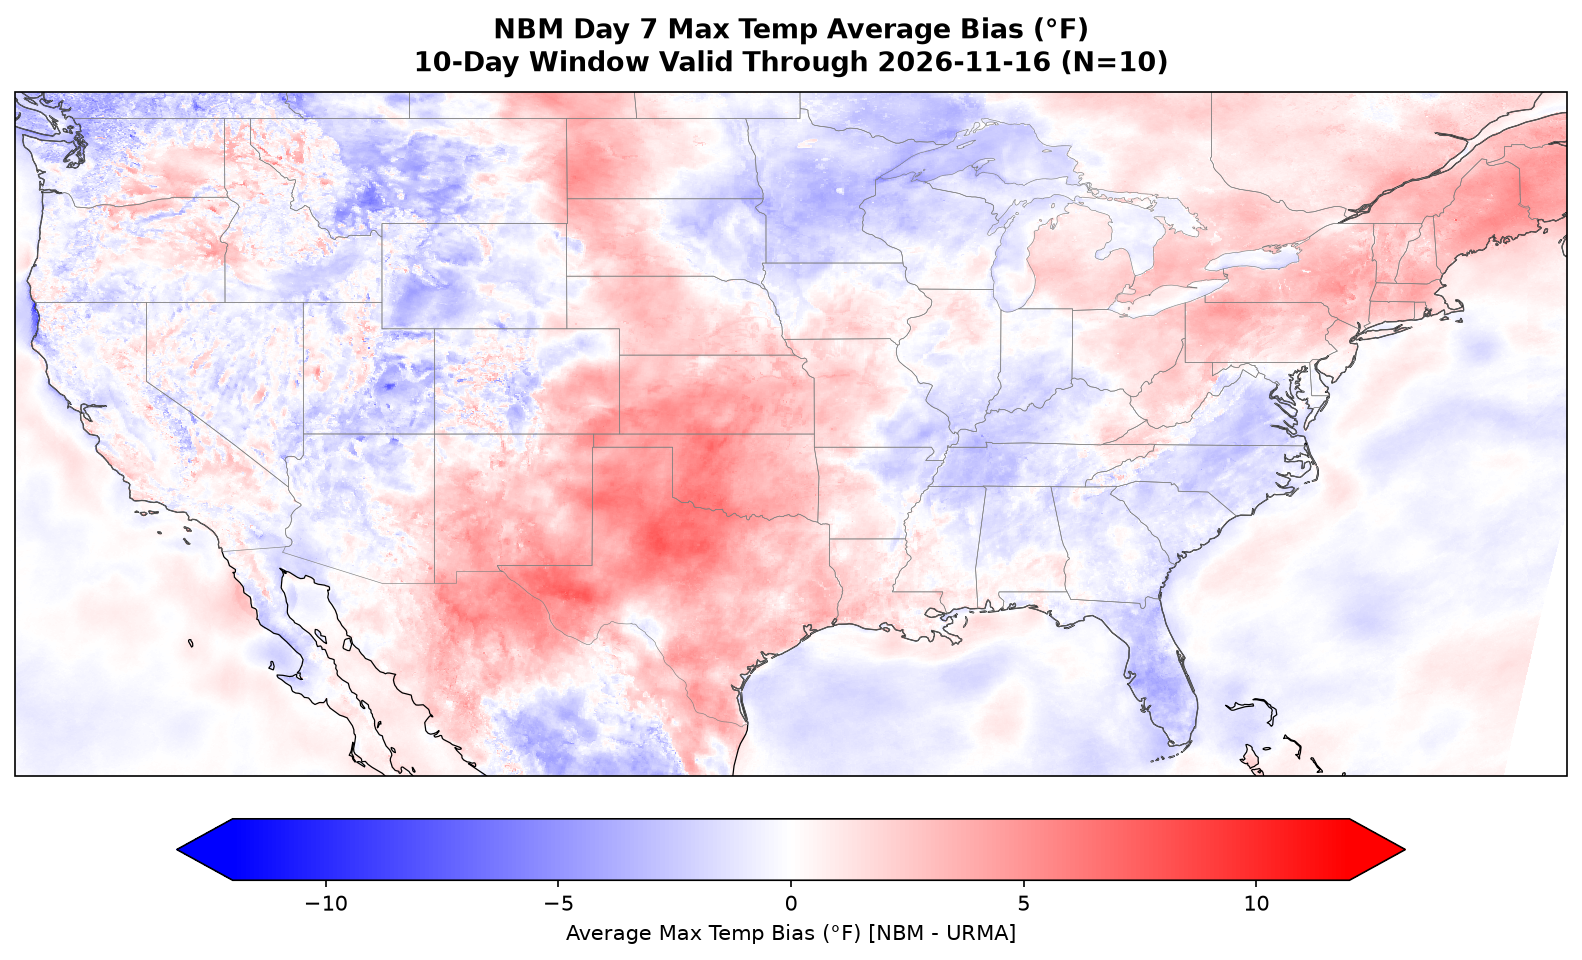 NBM Day 7 Max Temp Average Bias (°F)
10-Day Window Valid Through 2026-11-16 (N=10)
−10 −5 0 5 10
Average Max Temp Bias (°F) [NBM - URMA]